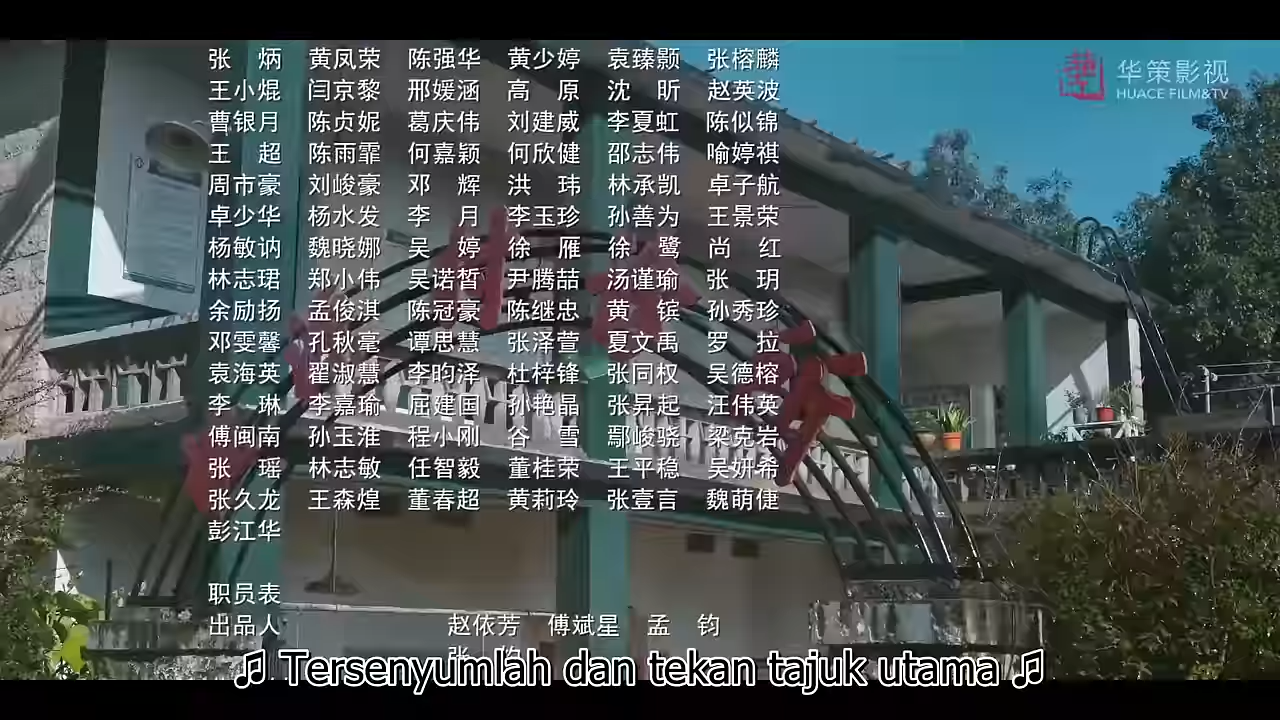 张　炳　黄凤荣　陈强华　黄少婷　袁臻颢　张榕麟
华策影视
王小焜　闫京黎　邢媛涵　高　原　沈　昕　赵英波
HUACE FILM&TV
曹银月　陈贞妮　葛庆伟　刘建威　李夏虹　陈似锦
王　超　陈雨霏　何嘉颖　何欣健　邵志伟　喻婷祺
周市豪　刘峻豪　邓　辉　洪　玮　林承凯　卓子航
卓少华　杨水发　李　月　李玉珍　孙善为　王景荣
杨敏讷　魏晓娜　吴　婷　徐　雁　徐　鹭　尚　红
林志珺　郑小伟　吴诺皙　尹腾喆　汤谨瑜　张　玥
余励扬　孟俊淇　陈冠豪　陈继忠　黄　镔　孙秀珍
邓雯馨　孔秋毫　谭思慧　张泽萱　夏文禹　罗　拉
袁海英　翟淑慧　李昀泽　杜梓锋　张同权　吴德榕
李　琳　李嘉瑜　屈建国　孙艳晶　张昇起　汪伟英
傅闽南　孙玉淮　程小刚　谷　雪　鄢峻骁　梁克岩
张　瑶　林志敏　任智毅　董桂荣　王平稳　吴妍希
张久龙　王森煌　董春超　黄莉玲　张壹言　魏萌倢
彭江华
职员表
出品人　赵依芳　傅斌星　孟　钧
♫ Tersenyumlah dan tekan tajuk utama ♫